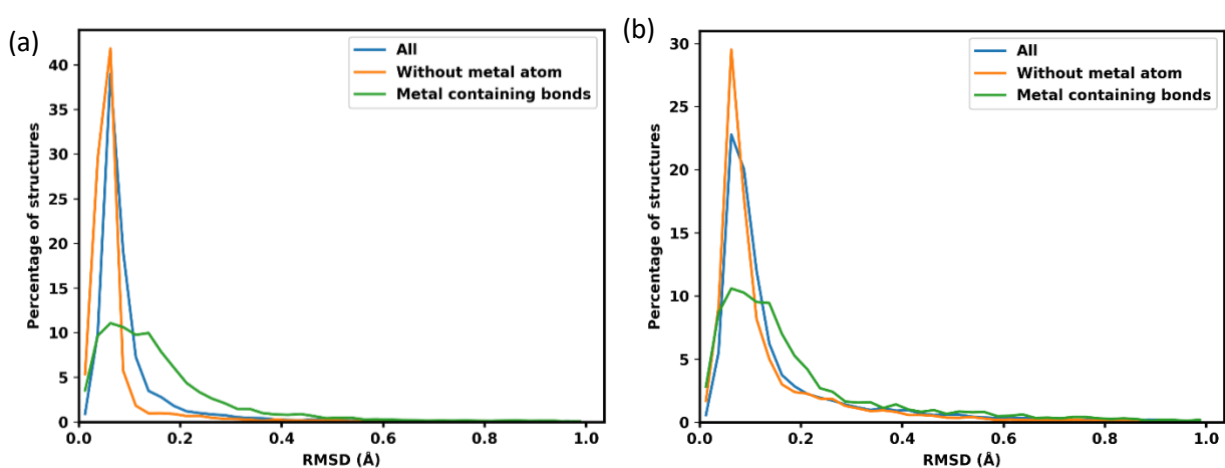 (a)
All
Without metal atom
Metal containing bonds
Percentage of structures
40
35
30
25
20
15
10
5
0
0.0 0.2 0.4 0.6 0.8 1.0
RMSD (Å)
(b)
All
Without metal atom
Metal containing bonds
Percentage of structures
30
25
20
15
10
5
0
0.0 0.2 0.4 0.6 0.8 1.0
RMSD (Å)